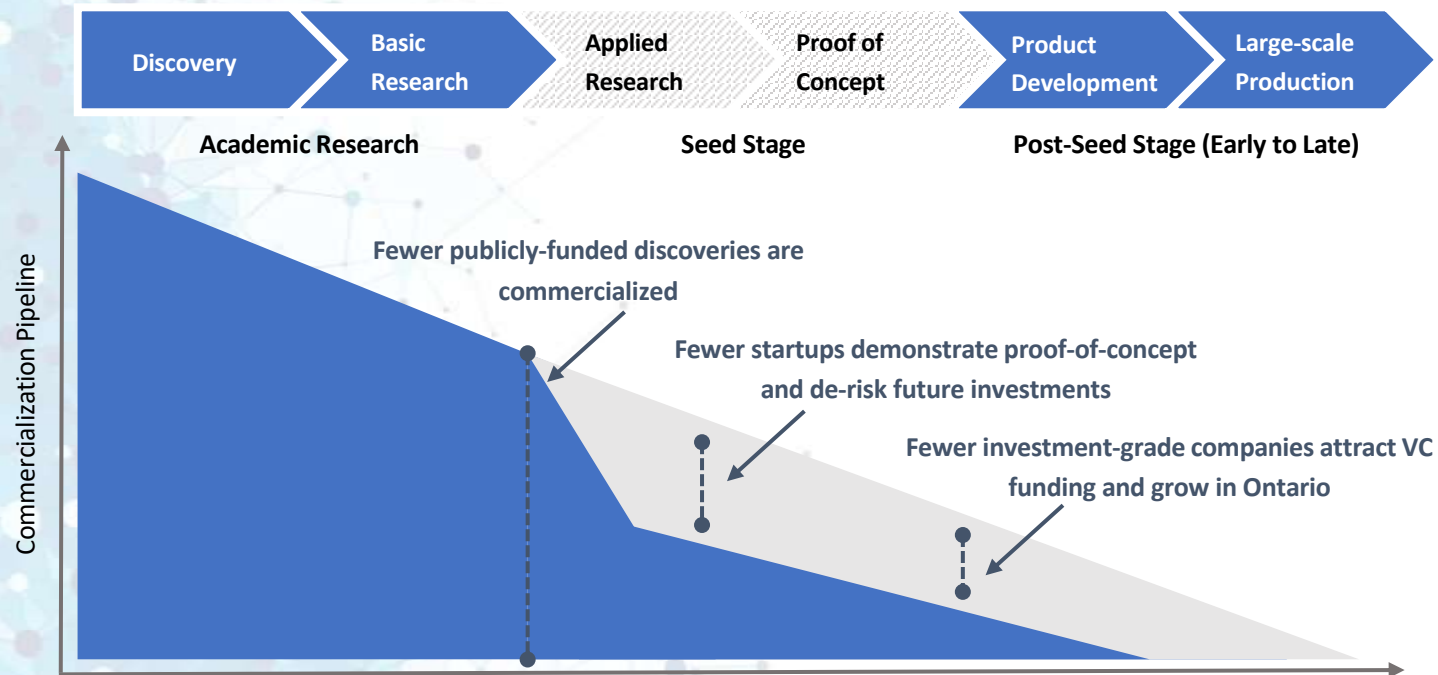 Discovery
Basic
Research
Applied
Research
Proof of
Concept
Product
Development
Large-scale
Production
Academic Research
Seed Stage
Post-Seed Stage (Early to Late)
Commercialization Pipeline
Fewer publicly-funded discoveries are
commercialized
Fewer startups demonstrate proof-of-concept
and de-risk future investments
Fewer investment-grade companies attract VC
funding and grow in Ontario